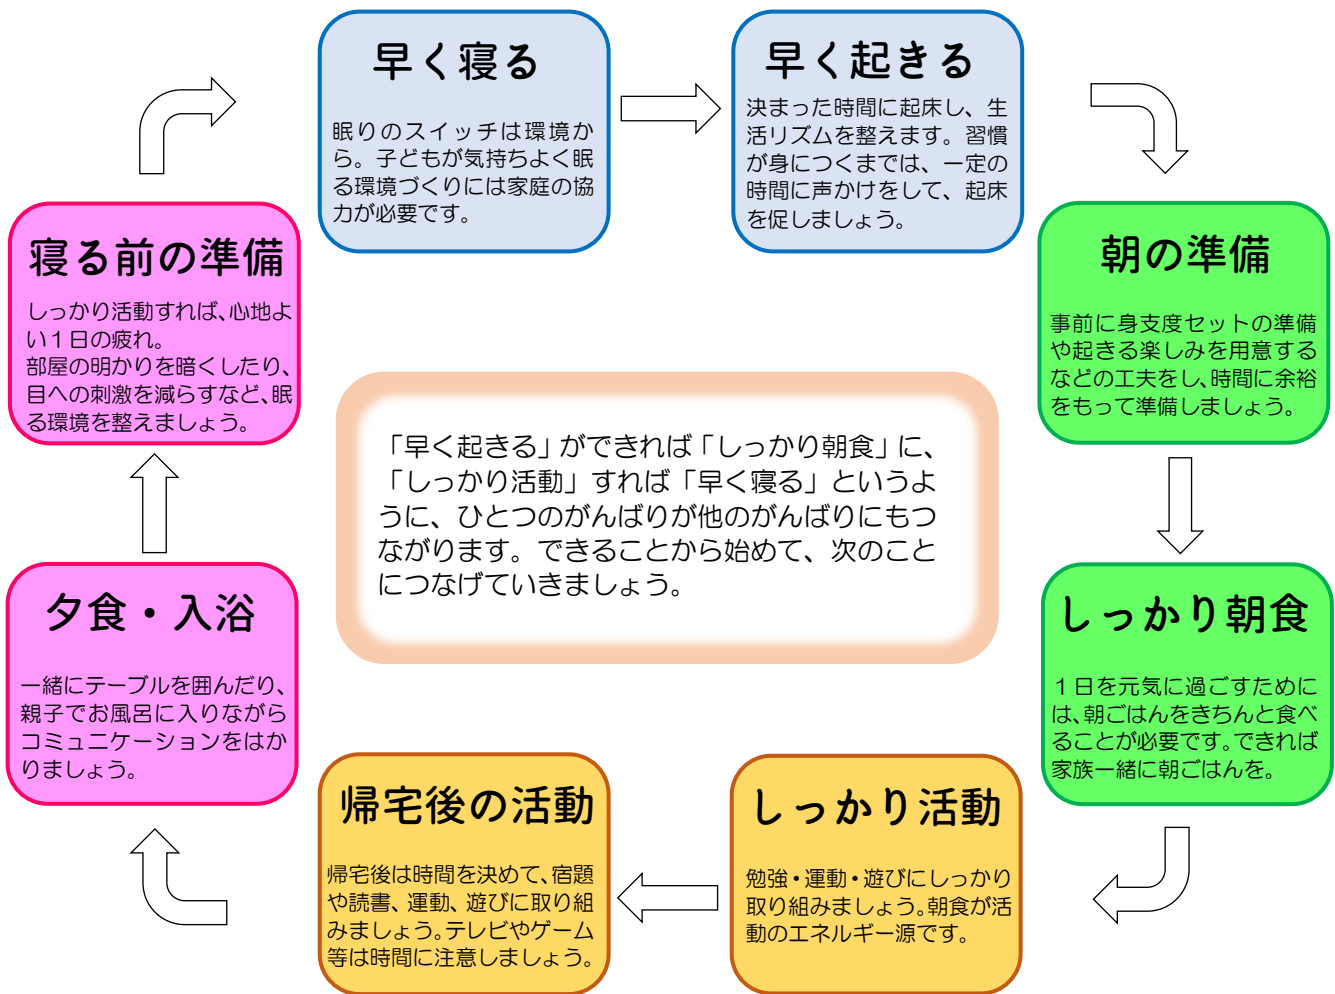 早く寝る
眠りのスイッチは環境か
ら。子どもが気持ちよく眠
る環境づくりには家庭の協
力が必要です。
早く起きる
決まった時間に起床し、生
活リズムを整えます。習慣
が身につくまでは、一定の
時間に声かけをして、起床
を促しましょう。
朝の準備
事前に身支度セットの準備
や起きる楽しみを用意する
などの工夫をし、時間に余裕
をもって準備しましょう。
しっかり朝食
１日を元気に過ごすために
は、朝ごはんをきちんと食べ
ることが必要です。できれば
家族一緒に朝ごはんを。
しっかり活動
勉強・運動・遊びにしっかり
取り組みましょう。朝食が活
動のエネルギー源です。
帰宅後の活動
帰宅後は時間を決めて、宿題
や読書、運動、遊びに取り組
みましょう。テレビやゲーム
等は時間に注意しましょう。
夕食・入浴
一緒にテーブルを囲んだり、
親子でお風呂に入りながら
コミュニケーションをはか
りましょう。
寝る前の準備
しっかり活動すれば、心地よ
い１日の疲れ。
部屋の明かりを暗くしたり、
目への刺激を減らすなど、眠
る環境を整えましょう。
「早く起きる」ができれば「しっかり朝食」に、
「しっかり活動」すれば「早く寝る」というよ
うに、ひとつのがんばりが他のがんばりにもつ
ながります。できることから始めて、次のこと
につなげていきましょう。